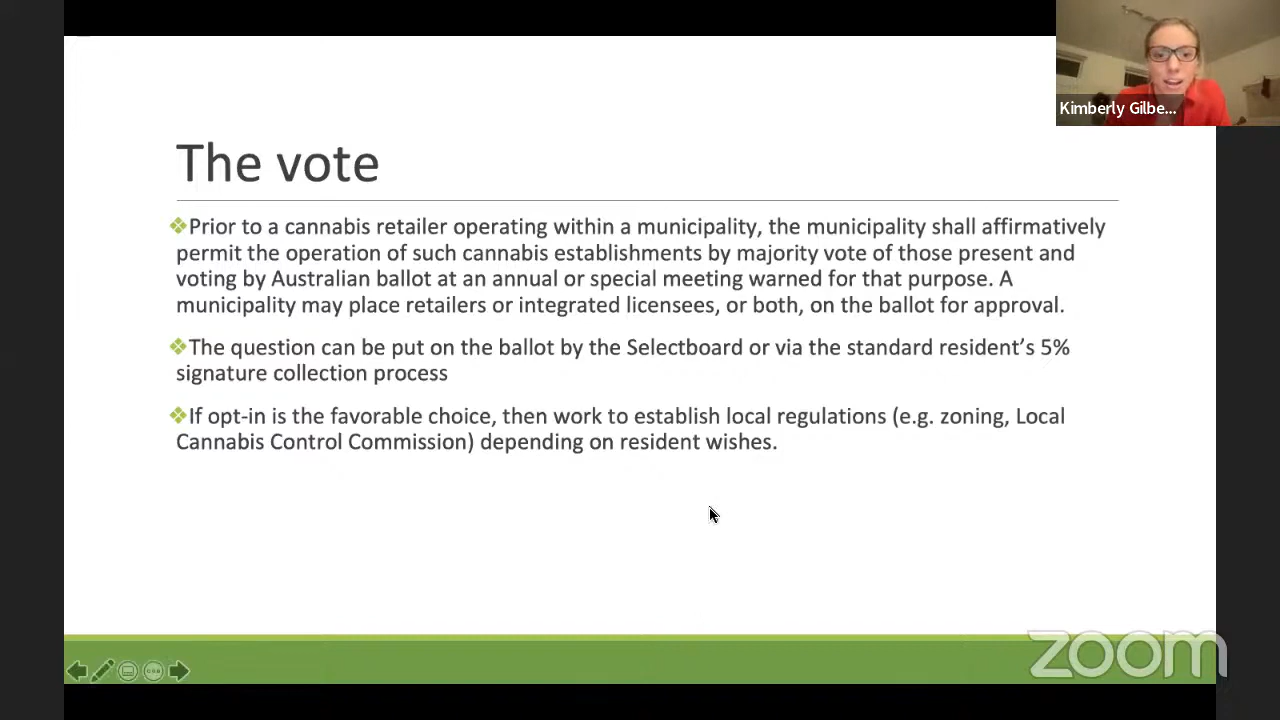 Kimberly Gilbe...
The vote
Prior to a cannabis retailer operating within a municipality, the municipality shall affirmatively
permit the operation of such cannabis establishments by majority vote of those present and
voting by Australian ballot at an annual or special meeting warned for that purpose. A
municipality may place retailers or integrated licensees, or both, on the ballot for approval.
The question can be put on the ballot by the Selectboard or via the standard resident’s 5%
signature collection process
If opt-in is the favorable choice, then work to establish local regulations (e.g. zoning, Local
Cannabis Control Commission) depending on resident wishes.
zoom